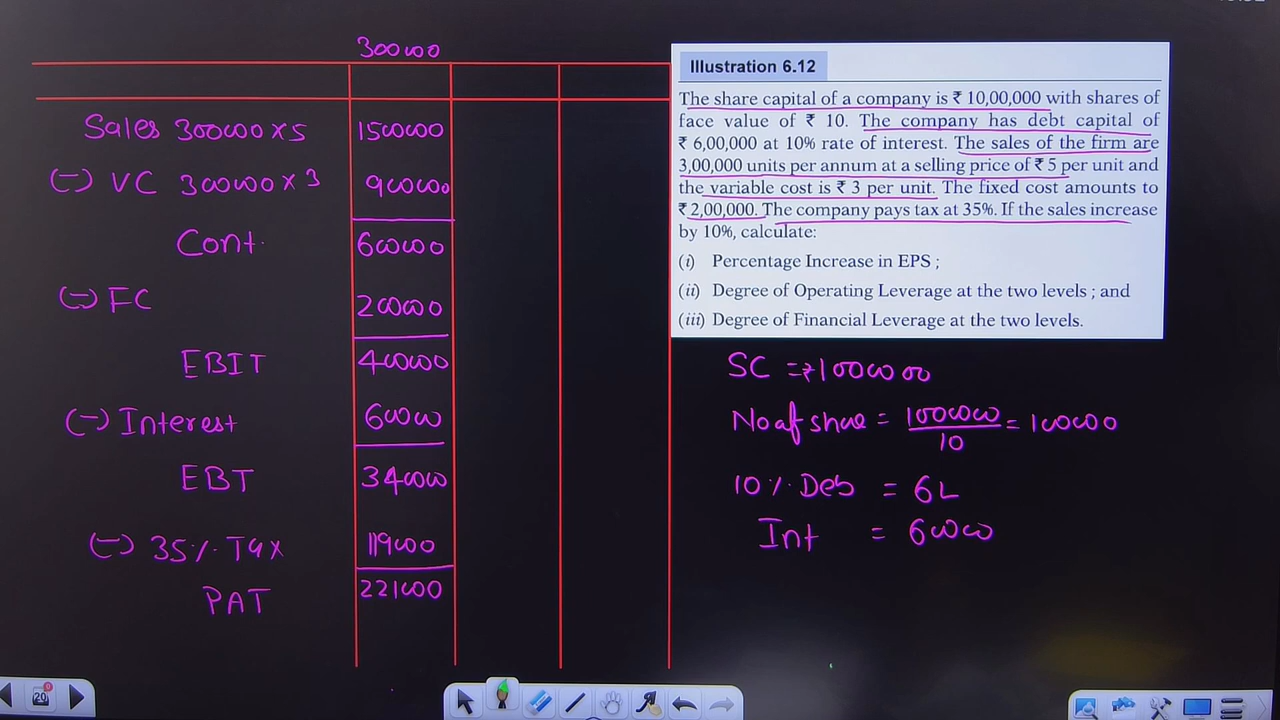 300000
Sales 300000×5 1500000
(-) VC 300000×3 900000
Cont. 600000
(-) FC 200000
EBIT 400000
(-) Interest 60000
EBT 340000
(-) 35% Tax 119000
PAT 221000
Illustration 6.12
The share capital of a company is ₹ 10,00,000 with shares of
face value of ₹ 10. The company has debt capital of
₹ 6,00,000 at 10% rate of interest. The sales of the firm are
3,00,000 units per annum at a selling price of ₹ 5 per unit and
the variable cost is ₹ 3 per unit. The fixed cost amounts to
₹ 2,00,000. The company pays tax at 35%. If the sales increase
by 10%, calculate:
(i) Percentage Increase in EPS ;
(ii) Degree of Operating Leverage at the two levels ; and
(iii) Degree of Financial Leverage at the two levels.
SC = ₹1000000
No of share = 1000000 / 10 = 100000
10% Deb = 6L
Int = 60000
20